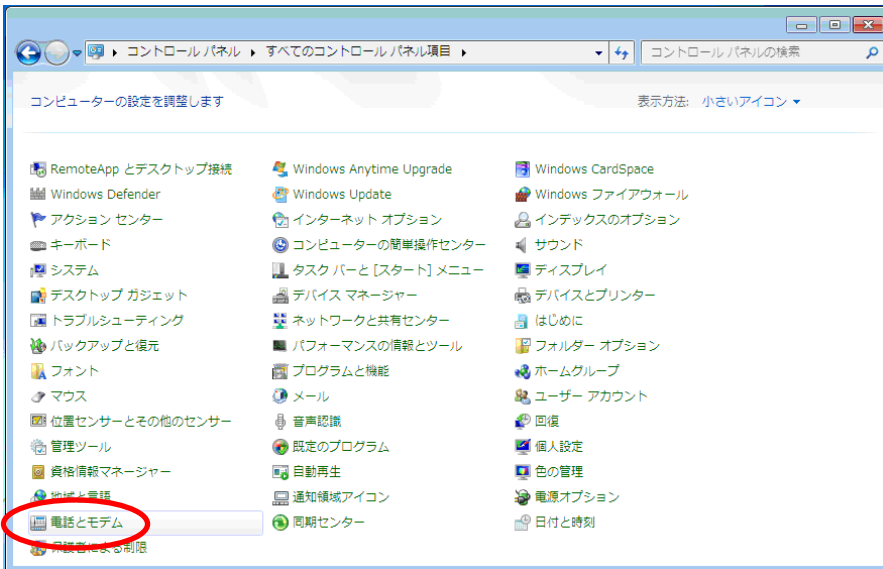 コントロール パネル ▸ すべてのコントロール パネル項目 ▸
コントロール パネルの検索
コンピューターの設定を調整します
表示方法: 小さいアイコン
RemoteApp とデスクトップ接続 Windows Anytime Upgrade Windows CardSpace
Windows Defender Windows Update Windows ファイアウォール
アクション センター インターネット オプション インデックスのオプション
キーボード コンピューターの簡単操作センター サウンド
システム タスク バーと [スタート] メニュー ディスプレイ
デスクトップ ガジェット デバイス マネージャー デバイスとプリンター
トラブルシューティング ネットワークと共有センター はじめに
バックアップと復元 パフォーマンスの情報とツール フォルダー オプション
フォント プログラムと機能 ホームグループ
マウス メール ユーザー アカウント
位置センサーとその他のセンサー 音声認識 回復
管理ツール 既定のプログラム 個人設定
資格情報マネージャー 自動再生 色の管理
地域と言語 通知領域アイコン 電源オプション
電話とモデム 同期センター 日付と時刻
保護者による制限